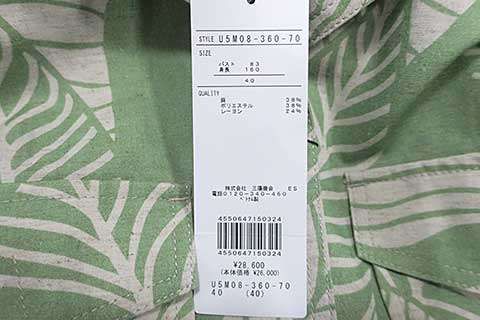 STYLE U5M08-360-70
SIZE
バスト 83
身長 160
40
QUALITY
麻 38%
ポリエステル 38%
レーヨン 24%
株式会社 三陽商会 ES
電話0120-340-460
ベトナム製
4550647150324
4550647150324
¥28,600
(本体価格 ¥26,000)
U5M08-360-70
40 (40)